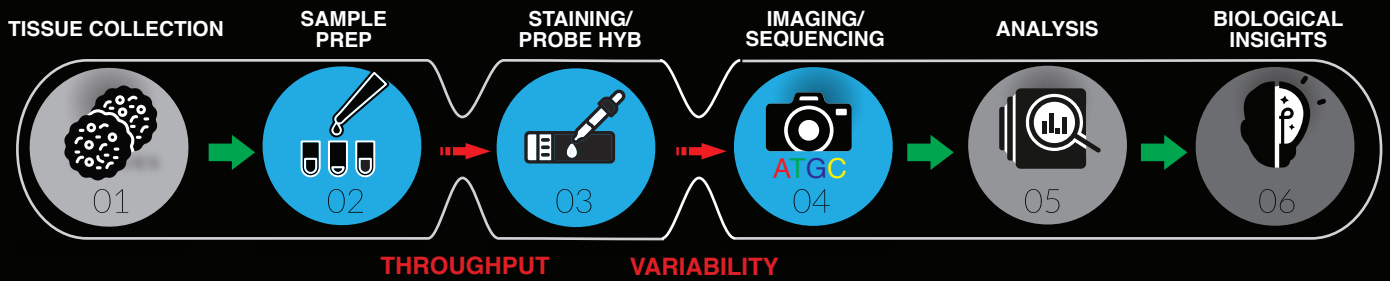 TISSUE COLLECTION
SAMPLE
PREP
STAINING/
PROBE HYB
IMAGING/
SEQUENCING
ANALYSIS
BIOLOGICAL
INSIGHTS
01
02
03
ATGC
04
05
06
THROUGHPUT
VARIABILITY